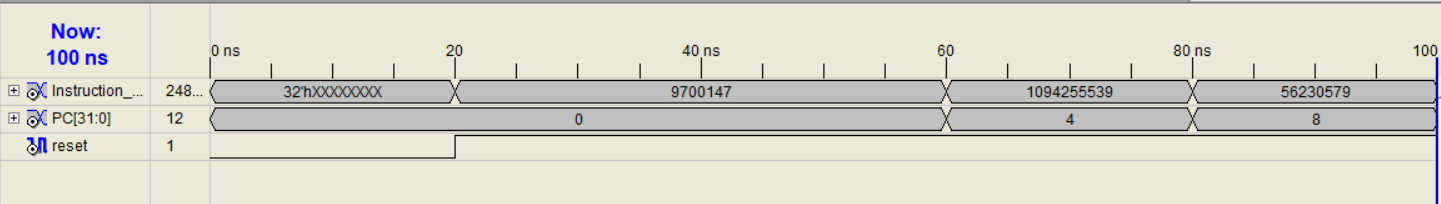 Now:
100 ns
0 ns 20 40 ns 60 80 ns 100
Instruction_... 248... 32'hXXXXXXXX 9700147 1094255539 56230579
PC[31:0] 12 0 4 8
reset 1